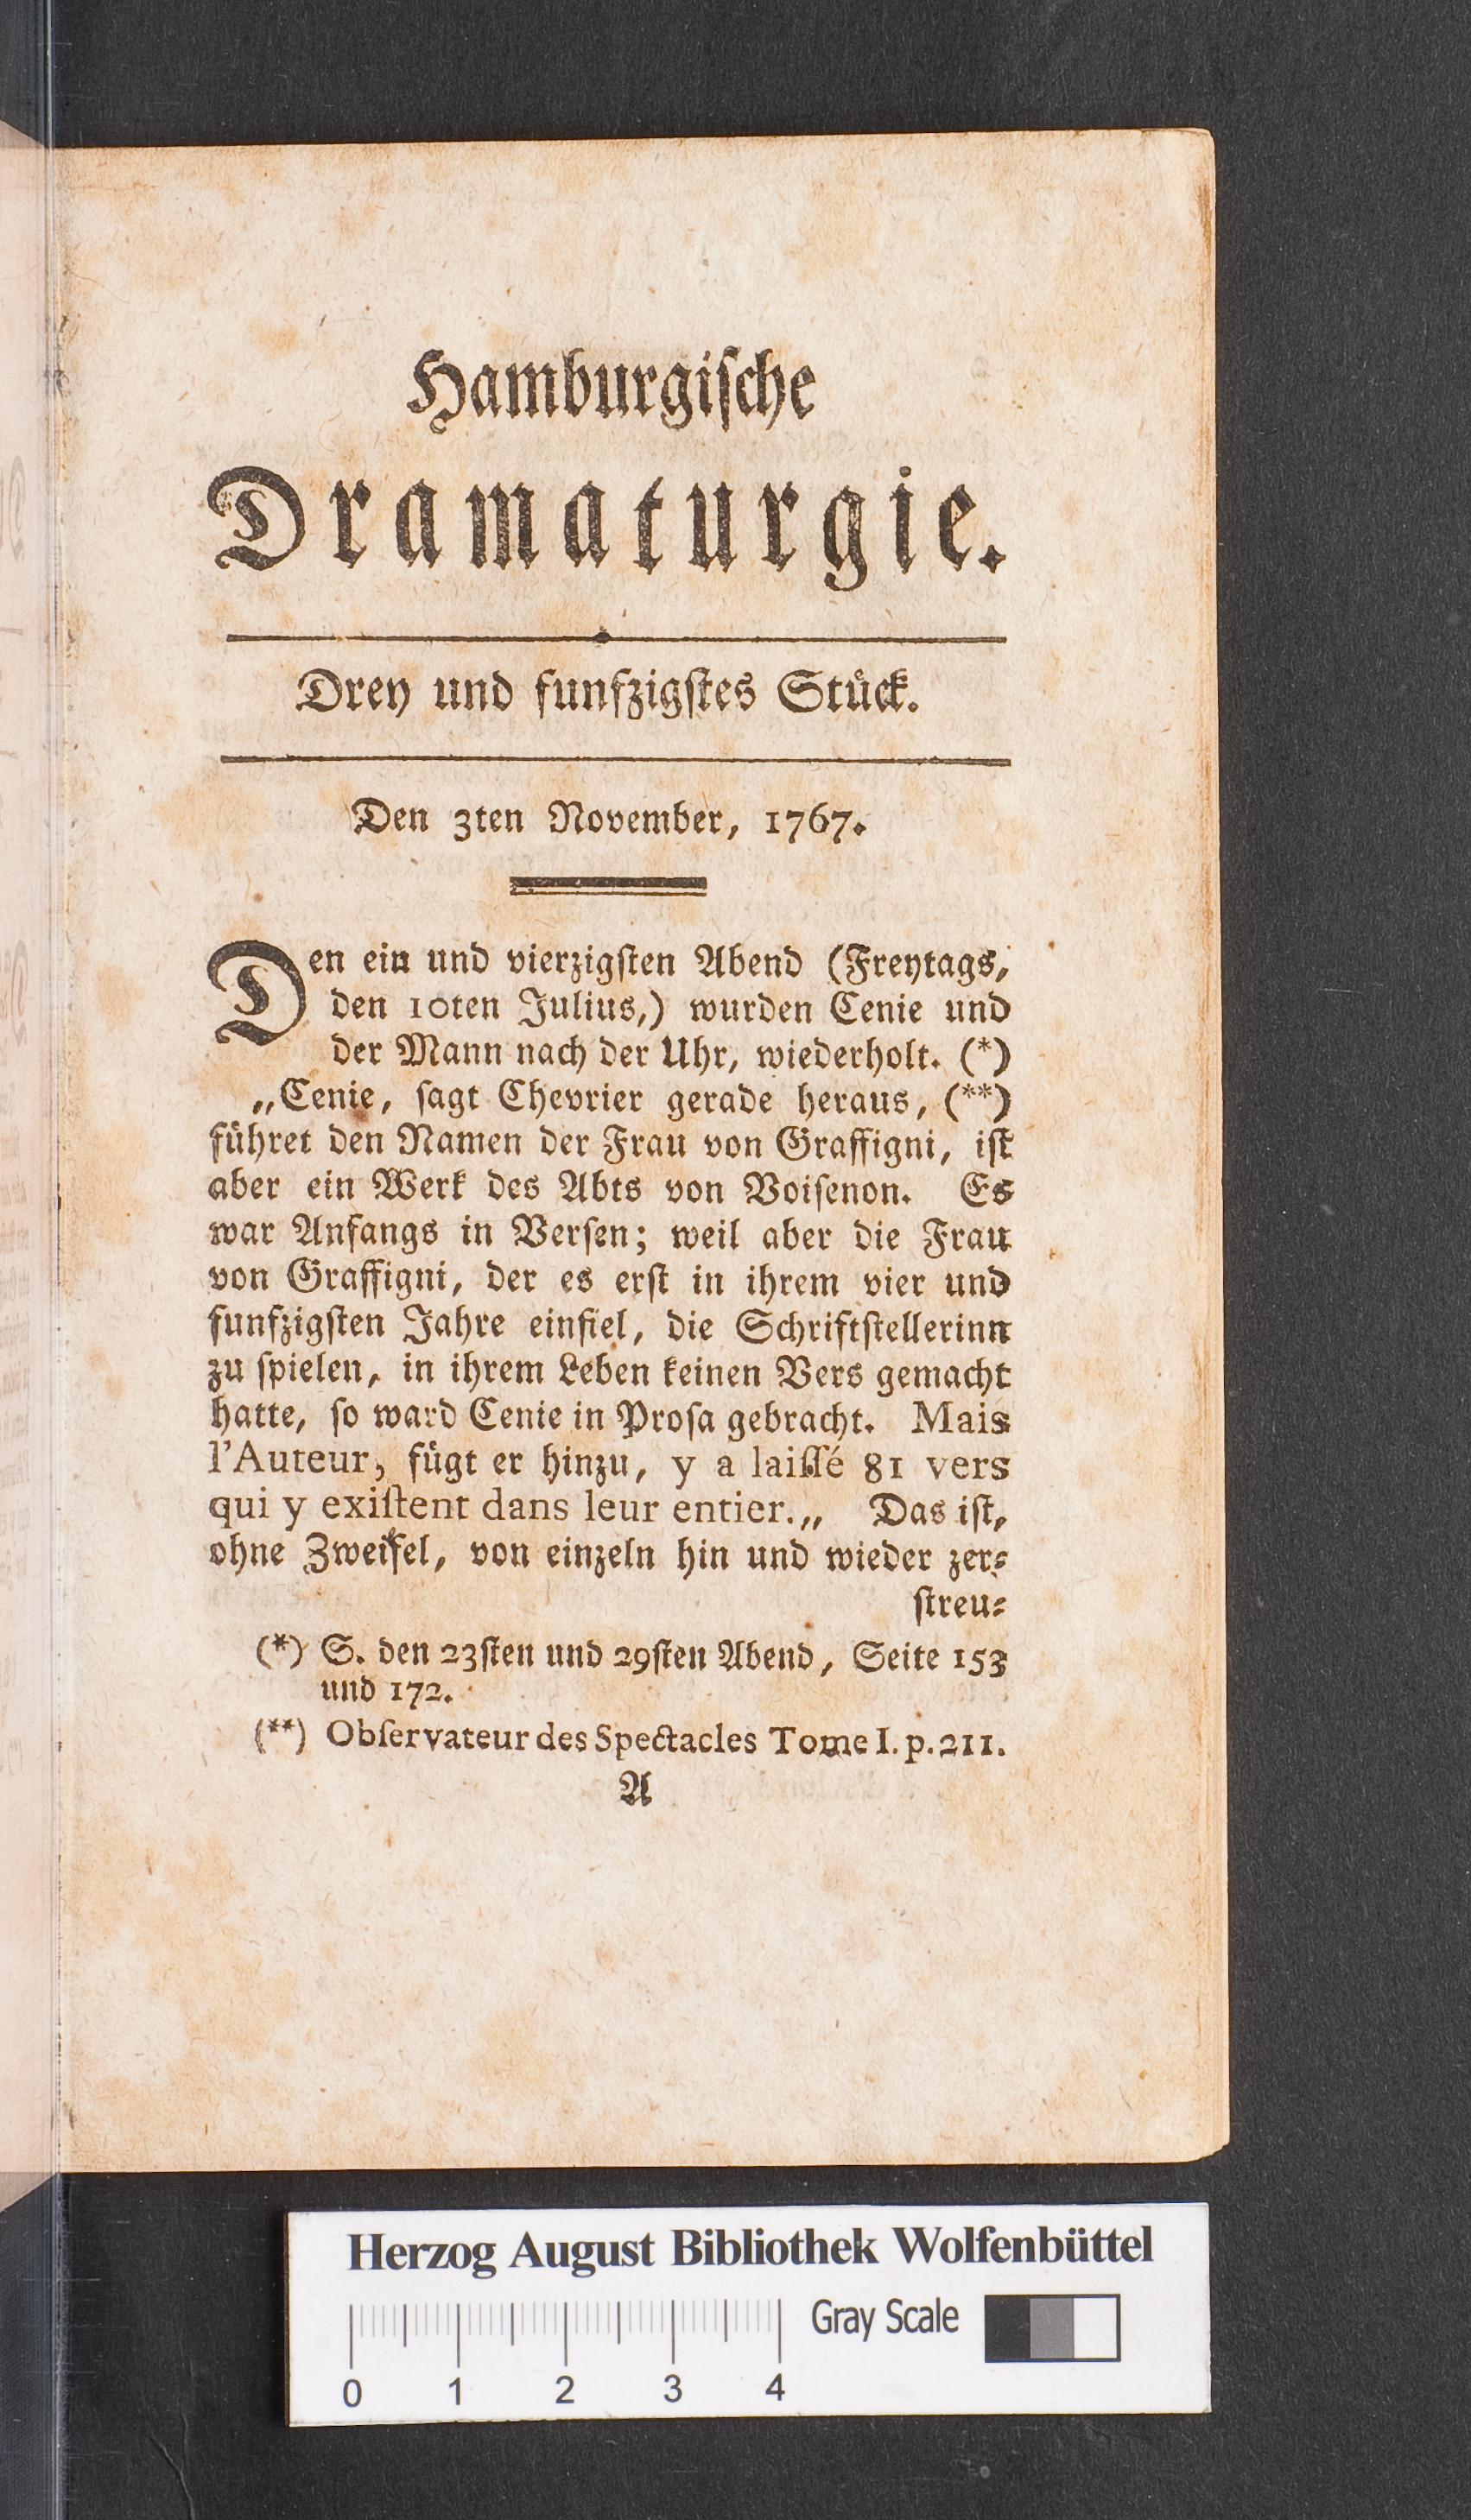 Hamburgiſche
Dramaturgie.
Drey und funfzigſtes Stück.
Den 3ten November, 1767.
Den ein und vierzigſten Abend (Freytags,
den 10ten Julius,) wurden Cenie und
der Mann nach der Uhr, wiederholt. (*)
„Cenie, ſagt Chevrier gerade heraus, (**)
führet den Namen der Frau von Graffigni, iſt
aber ein Werk des Abts von Voiſenon. Es
war Anfangs in Verſen; weil aber die Frau
von Graffigni, der es erſt in ihrem vier und
funfzigſten Jahre einfiel, die Schriftſtellerinn
zu ſpielen, in ihrem Leben keinen Vers gemacht
hatte, ſo ward Cenie in Proſa gebracht. Mais
l'Auteur, fügt er hinzu, y a laiſſé 81 vers
qui y exiſtent dans leur entier.„ Das iſt,
ohne Zweifel, von einzeln hin und wieder zer⸗
ſtreu⸗
(*) S. den 23ſten und 29ſten Abend, Seite 153
und 172.
(**) Obſervateur des Spectacles Tome I. p. 211.
A
Herzog August Bibliothek Wolfenbüttel
Gray Scale
0 1 2 3 4